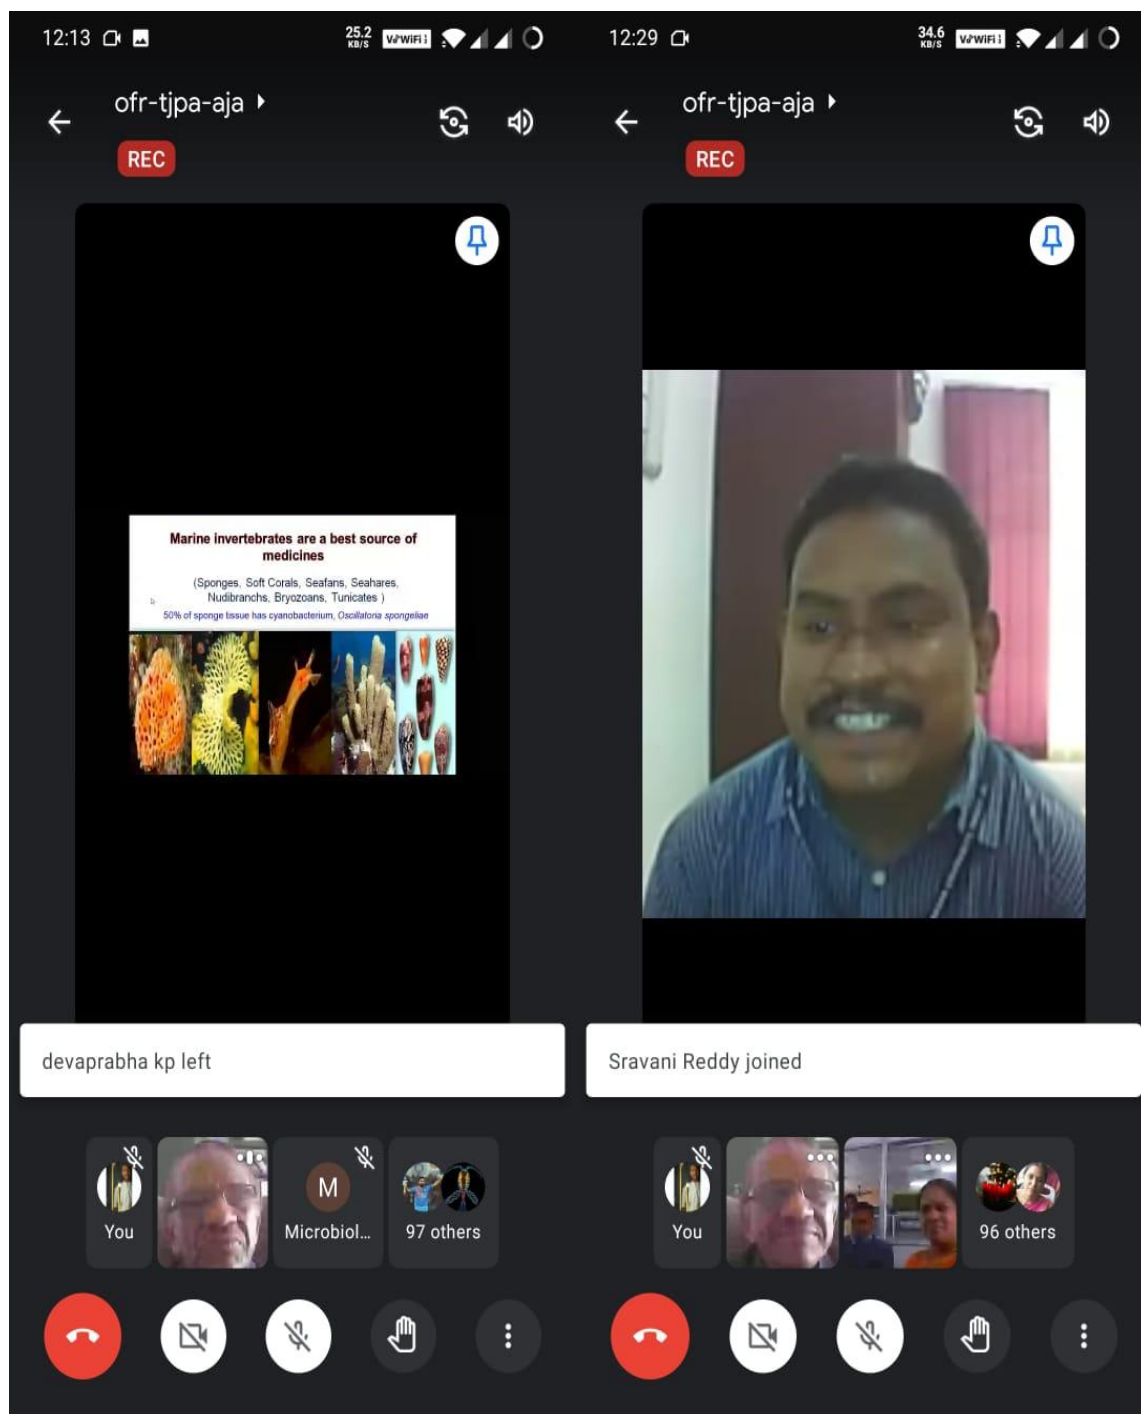 12:13
25.2
KB/S
VoWiFi
ofr-tjpa-aja
REC
Marine invertebrates are a best source of
medicines
(Sponges, Soft Corals, Seafans, Seahares,
Nudibranchs, Bryozoans, Tunicates )
50% of sponge tissue has cyanobacterium, Oscillatoria spongeliae
devaprabha kp left
You
M
Microbiol...
97 others
12:29
34.6
KB/S
VoWiFi
ofr-tjpa-aja
REC
Sravani Reddy joined
You
96 others